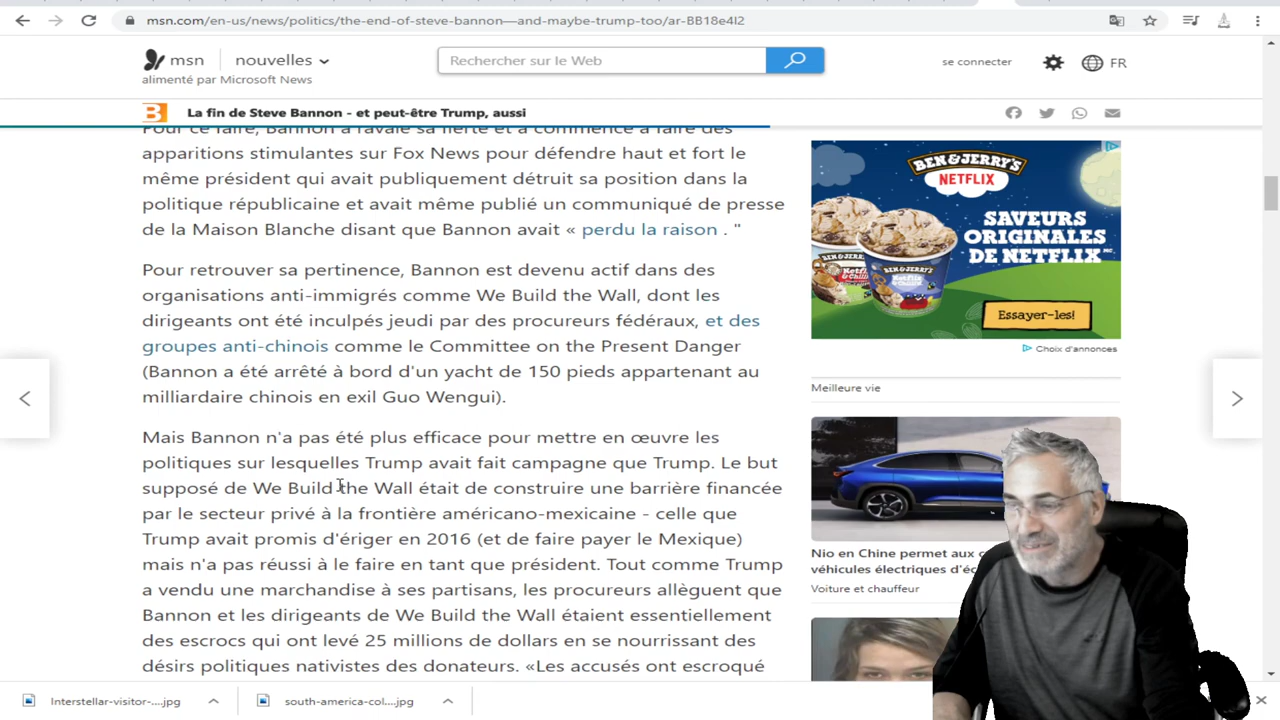 msn.com/en-us/news/politics/the-end-of-steve-bannon—and-maybe-trump-too/ar-BB18e4I2
msn
nouvelles
alimenté par Microsoft News
Rechercher sur le Web
se connecter
FR
La fin de Steve Bannon - et peut-être Trump, aussi
Pour ce faire, Bannon a ravalé sa fierté et a commencé à faire des
apparitions stimulantes sur Fox News pour défendre haut et fort le
même président qui avait publiquement détruit sa position dans la
politique républicaine et avait même publié un communiqué de presse
de la Maison Blanche disant que Bannon avait « perdu la raison . "
Pour retrouver sa pertinence, Bannon est devenu actif dans des
organisations anti-immigrés comme We Build the Wall, dont les
dirigeants ont été inculpés jeudi par des procureurs fédéraux, et des
groupes anti-chinois comme le Committee on the Present Danger
(Bannon a été arrêté à bord d'un yacht de 150 pieds appartenant au
milliardaire chinois en exil Guo Wengui).
Mais Bannon n'a pas été plus efficace pour mettre en œuvre les
politiques sur lesquelles Trump avait fait campagne que Trump. Le but
supposé de We Build the Wall était de construire une barrière financée
par le secteur privé à la frontière américano-mexicaine - celle que
Trump avait promis d'ériger en 2016 (et de faire payer le Mexique)
mais n'a pas réussi à le faire en tant que président. Tout comme Trump
a vendu une marchandise à ses partisans, les procureurs allèguent que
Bannon et les dirigeants de We Build the Wall étaient essentiellement
des escrocs qui ont levé 25 millions de dollars en se nourrissant des
désirs politiques nativistes des donateurs. «Les accusés ont escroqué
BEN & JERRY'S
NETFLIX
SAVEURS
ORIGINALES
DE NETFLIX
Essayer-les!
Choix d'annonces
Meilleure vie
Nio en Chine permet aux
véhicules électriques
Voiture et chauffeur
Interstellar-visitor-....jpg
south-america-col....jpg